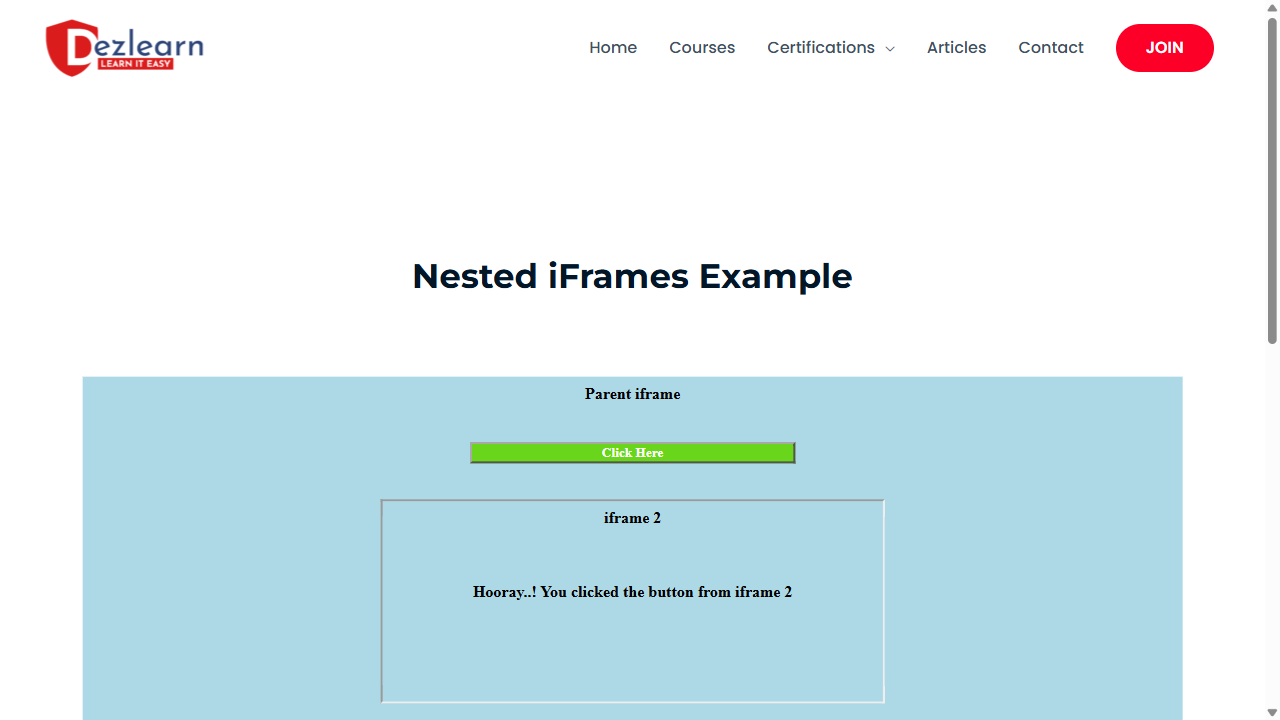 Dezlearn
LEARN IT EASY
Home Courses Certifications Articles Contact JOIN
Nested iFrames Example
Parent iframe
Click Here
iframe 2
Hooray..! You clicked the button from iframe 2